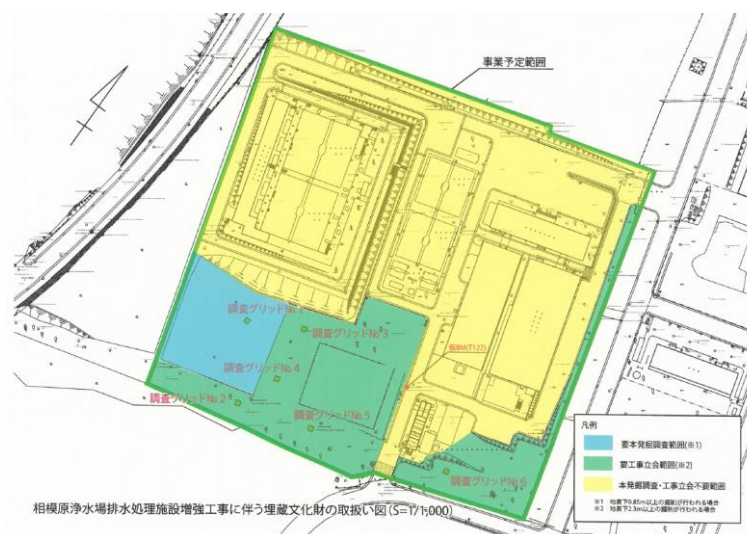 事業予定範囲
調査グリッド№1
調査グリッド№3
仮BM(T127)
調査グリッド№4
調査グリッド№2
調査グリッド№5
調査グリッド№6
凡例
要本発掘調査範囲(※1)
要工事立会範囲(※2)
本発掘調査・工事立会不要範囲
※1 地表下0.85m以上の掘削が行われる場合
※2 地表下2.3m以上の掘削が行われる場合
相模原浄水場排水処理施設増強工事に伴う埋蔵文化財の取扱い図(S=1/1,000)